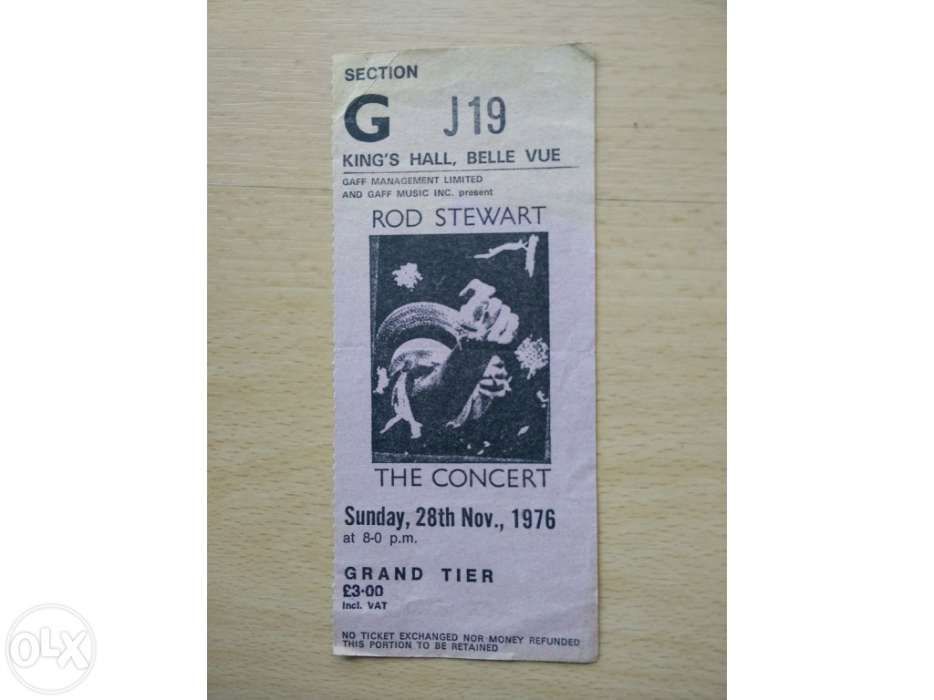 SECTION
G J19
KING'S HALL, BELLE VUE
GAFF MANAGEMENT LIMITED
AND GAFF MUSIC INC. present
ROD STEWART
THE CONCERT
Sunday, 28th Nov., 1976
at 8-0 p.m.
GRAND TIER
£3·00
Incl. VAT
NO TICKET EXCHANGED NOR MONEY REFUNDED
THIS PORTION TO BE RETAINED
OLX